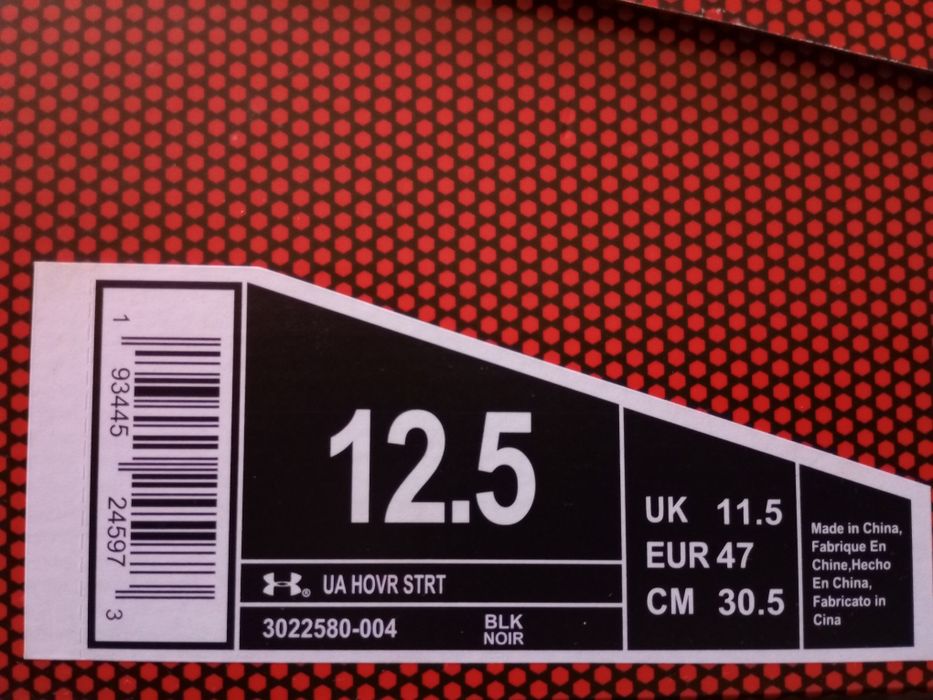 1 93445 24597 3
12.5
® UA HOVR STRT
3022580-004 BLK
NOIR
UK 11.5
EUR 47
CM 30.5
Made in China,
Fabrique En
Chine,Hecho
En China,
Fabricato in
Cina